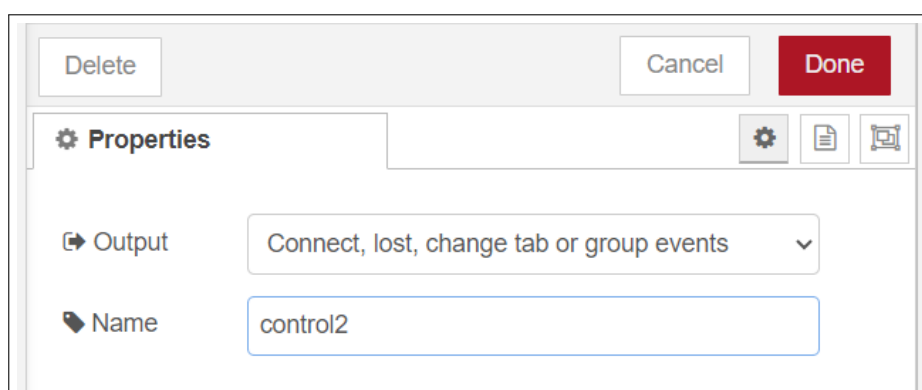 Delete Cancel Done
Properties
Output Connect, lost, change tab or group events
Name control2